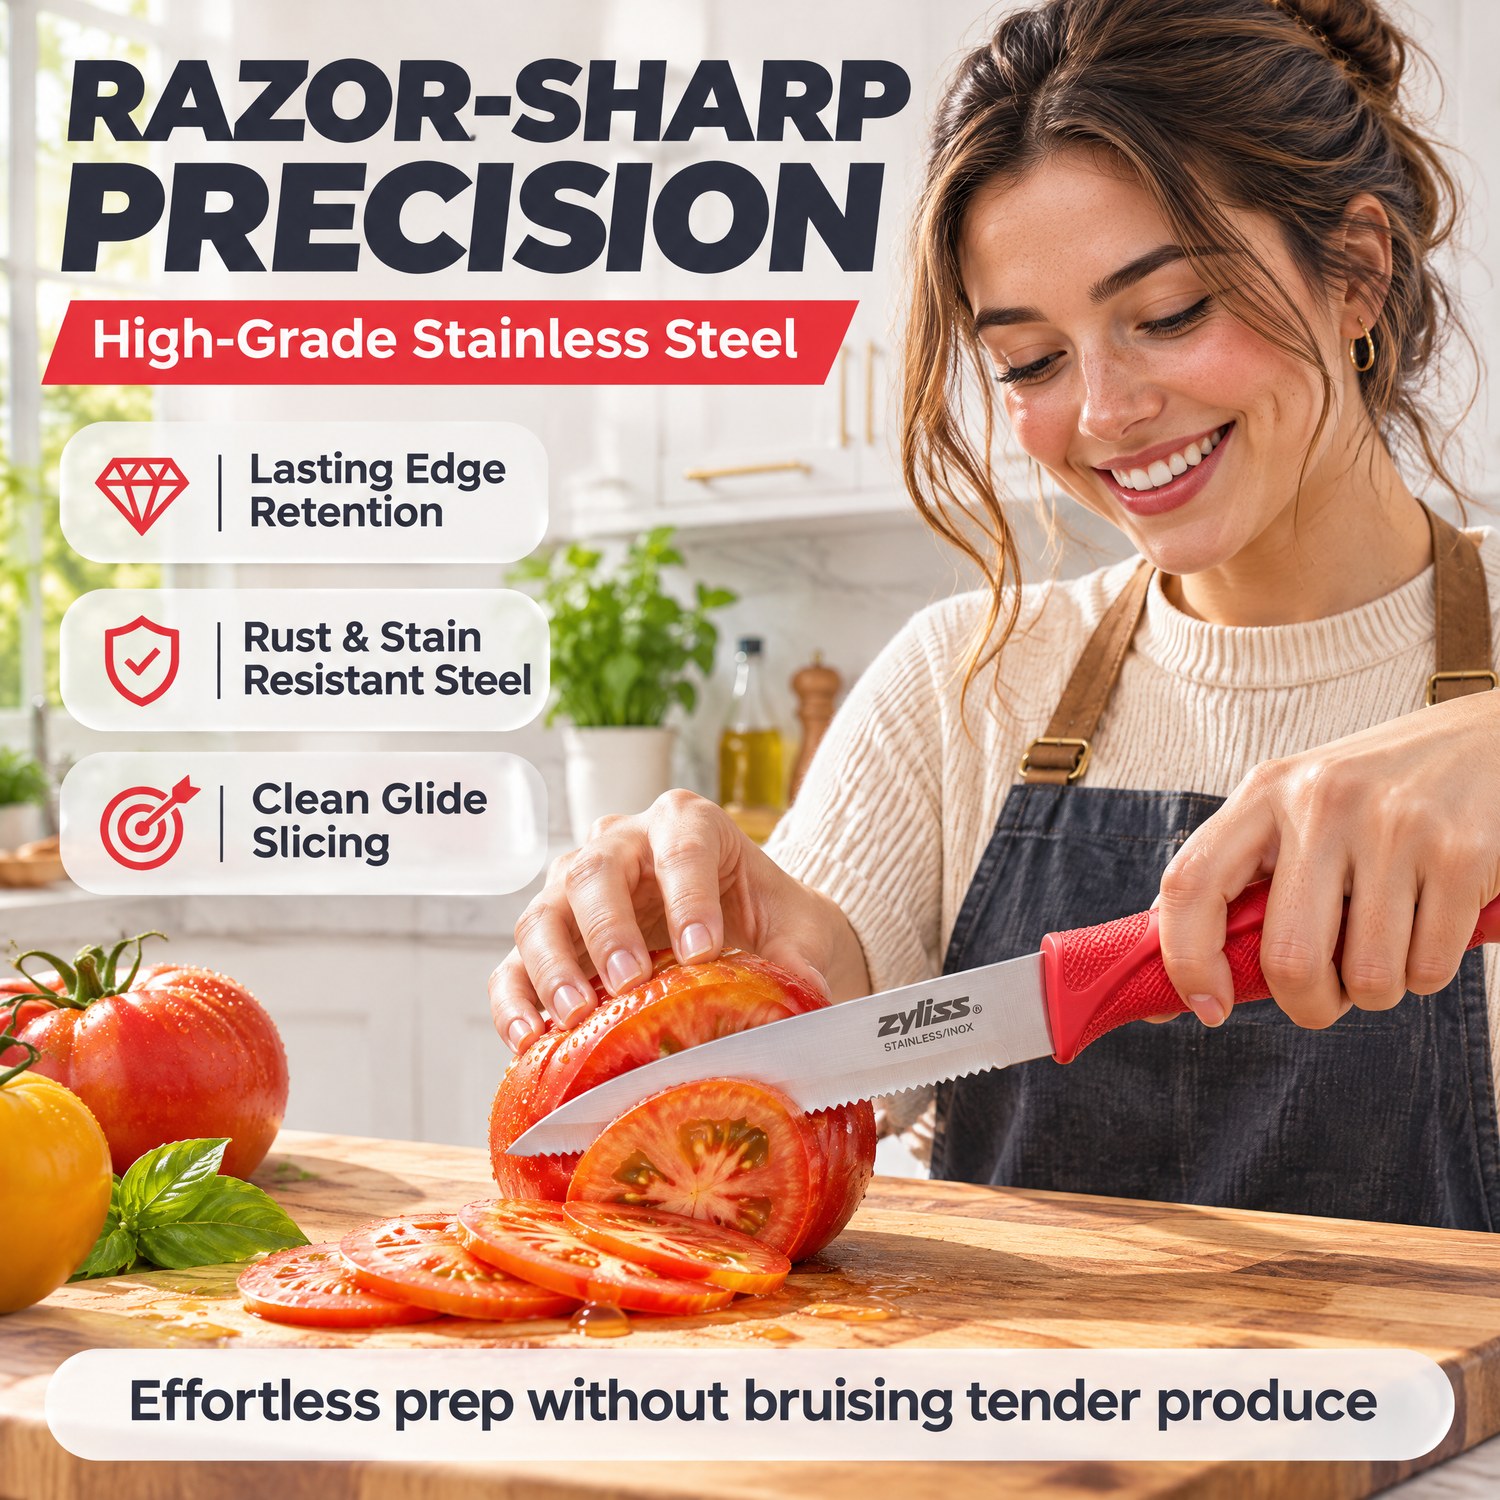 RAZOR-SHARP
PRECISION
High-Grade Stainless Steel
Lasting Edge
Retention
Rust & Stain
Resistant Steel
Clean Glide
Slicing
zyliss®
STAINLESS/INOX
Effortless prep without bruising tender produce